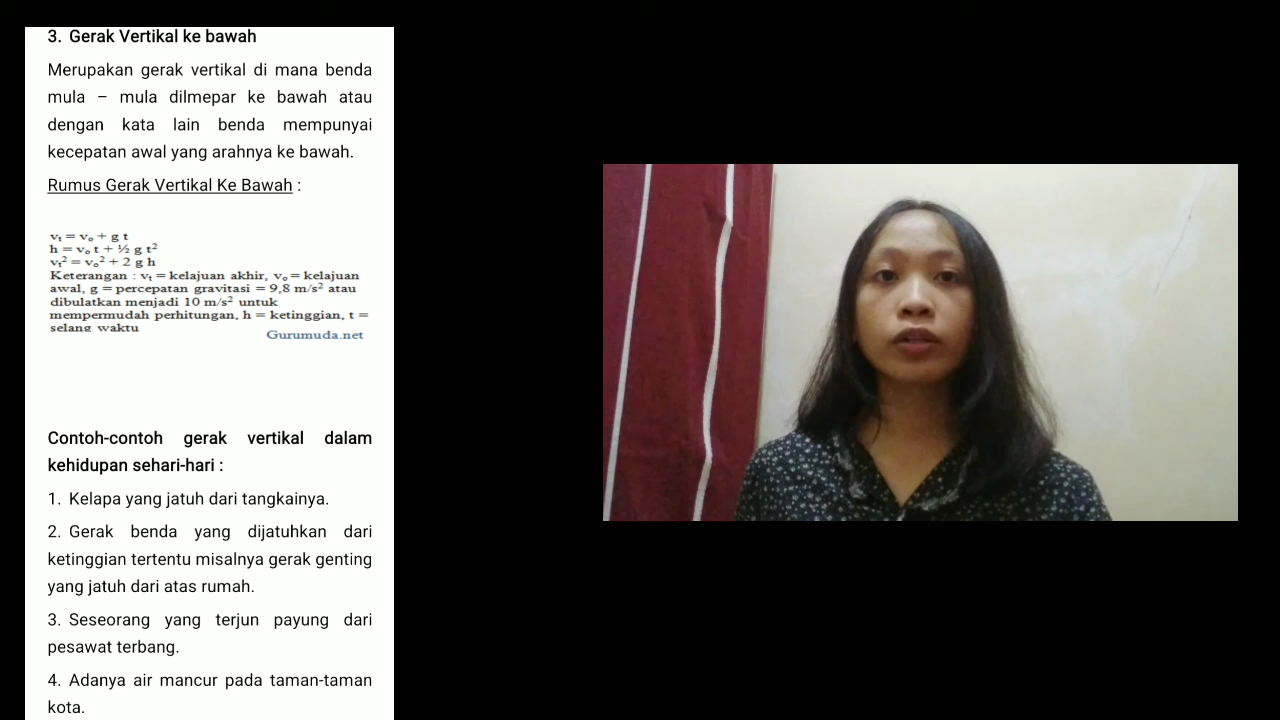 3. Gerak Vertikal ke bawah
Merupakan gerak vertikal di mana benda
mula – mula dilmepar ke bawah atau
dengan kata lain benda mempunyai
kecepatan awal yang arahnya ke bawah.
Rumus Gerak Vertikal Ke Bawah :
vₜ = vₒ + g t
h = vₒ t + ½ g t²
vₜ² = vₒ² + 2 g h
Keterangan : vₜ = kelajuan akhir, vₒ = kelajuan
awal, g = percepatan gravitasi = 9,8 m/s² atau
dibulatkan menjadi 10 m/s² untuk
mempermudah perhitungan, h = ketinggian, t =
selang waktu
Gurumuda.net
Contoh-contoh gerak vertikal dalam
kehidupan sehari-hari :
1. Kelapa yang jatuh dari tangkainya.
2. Gerak benda yang dijatuhkan dari
ketinggian tertentu misalnya gerak genting
yang jatuh dari atas rumah.
3. Seseorang yang terjun payung dari
pesawat terbang.
4. Adanya air mancur pada taman-taman
kota.